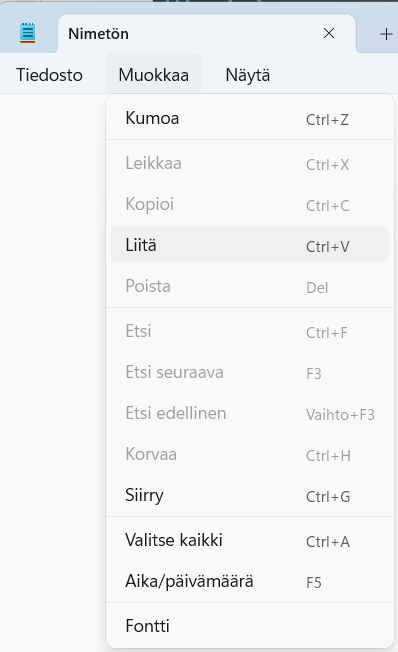 Nimetön
Tiedosto Muokkaa Näytä
Kumoa Ctrl+Z
Leikkaa Ctrl+X
Kopioi Ctrl+C
Liitä Ctrl+V
Poista Del
Etsi Ctrl+F
Etsi seuraava F3
Etsi edellinen Vaihto+F3
Korvaa Ctrl+H
Siirry Ctrl+G
Valitse kaikki Ctrl+A
Aika/päivämäärä F5
Fontti